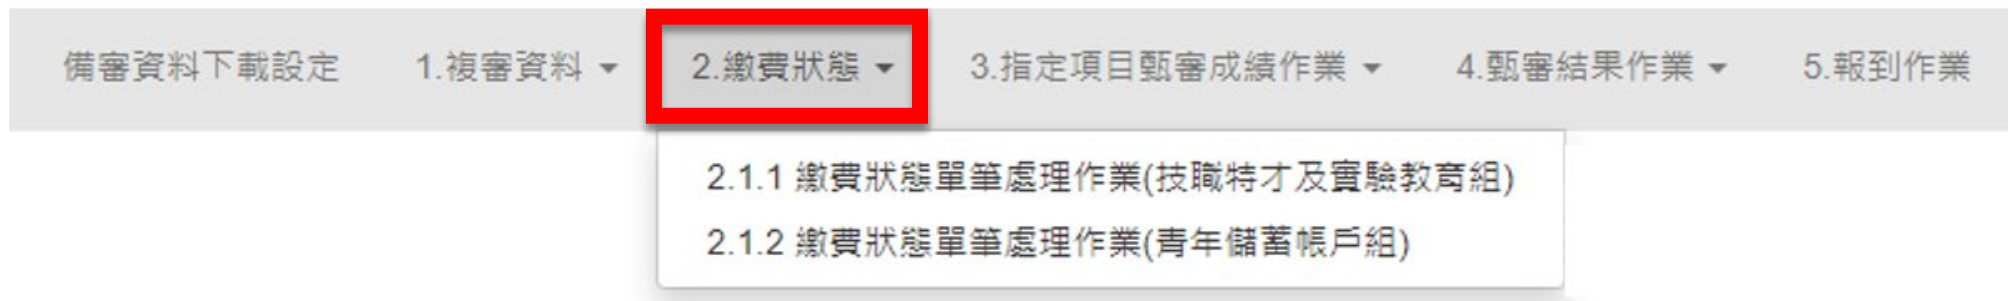 備審資料下載設定 1.複審資料 2.繳費狀態 3.指定項目甄審成績作業 4.甄審結果作業 5.報到作業
2.1.1 繳費狀態單筆處理作業(技職特才及實驗教育組)
2.1.2 繳費狀態單筆處理作業(青年儲蓄帳戶組)